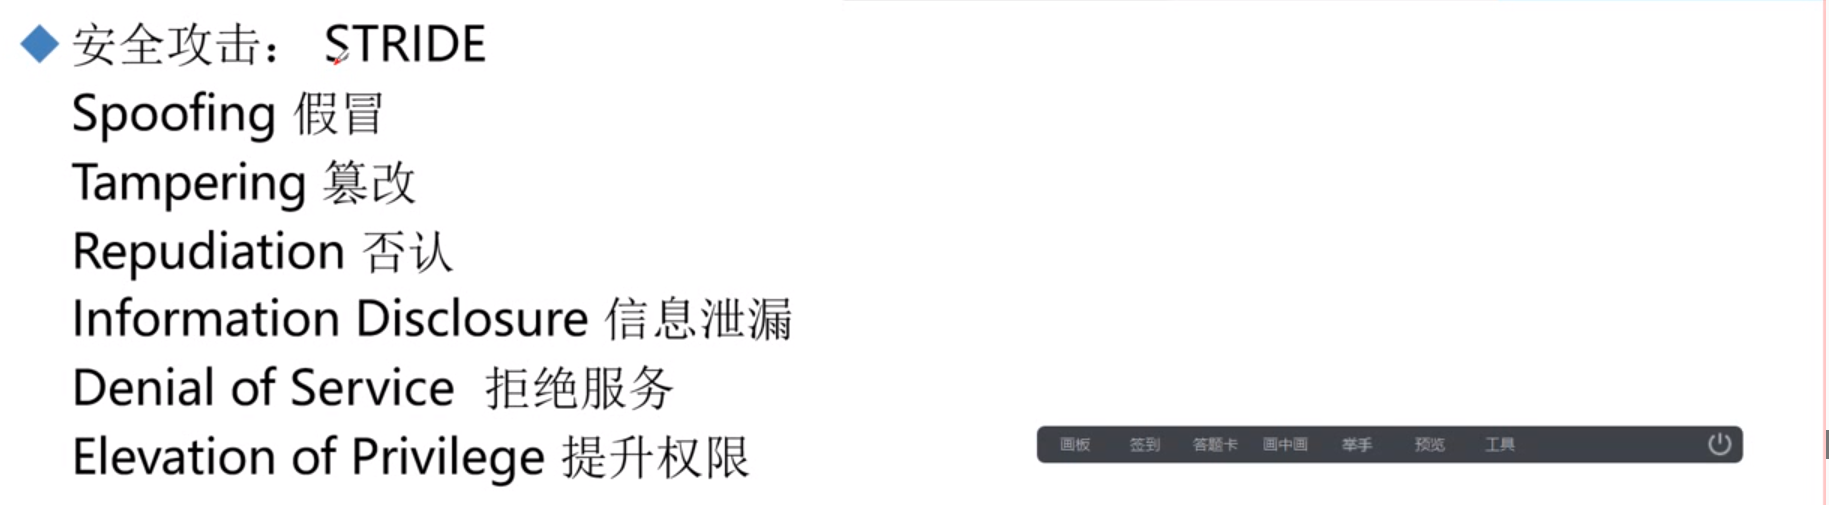 安全攻击： STRIDE
Spoofing 假冒
Tampering 篡改
Repudiation 否认
Information Disclosure 信息泄漏
Denial of Service 拒绝服务
Elevation of Privilege 提升权限
画板 签到 答题卡 画中画 举手 预览 工具